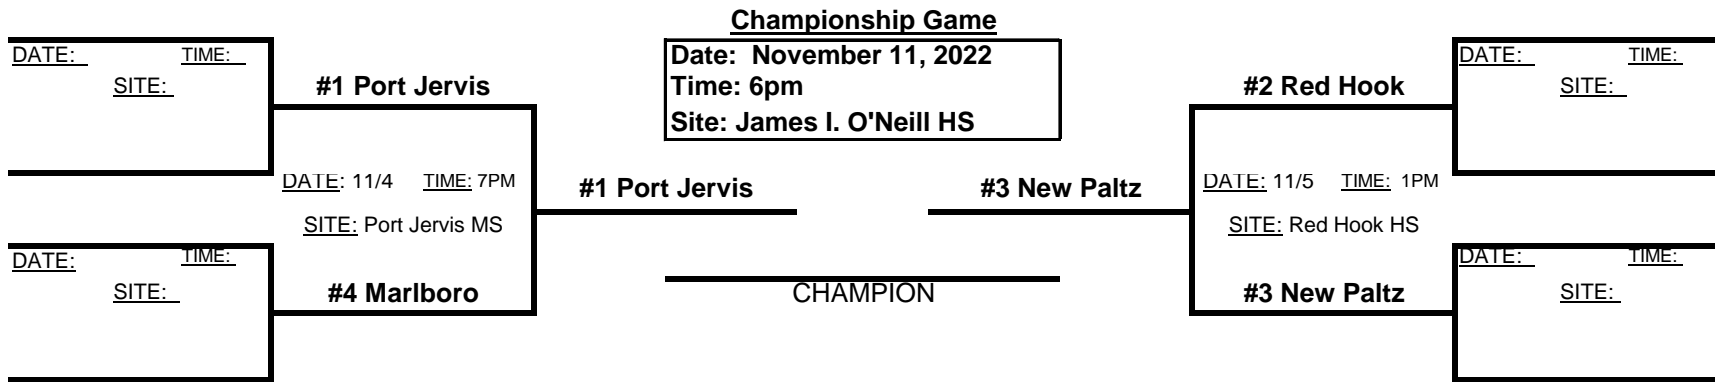 Championship Game
Date: November 11, 2022
Time: 6pm
Site: James I. O'Neill HS
DATE: TIME:
SITE:
#1 Port Jervis
DATE: 11/4 TIME: 7PM
SITE: Port Jervis MS
DATE: TIME:
SITE:
#4 Marlboro
#1 Port Jervis
#3 New Paltz
CHAMPION
#2 Red Hook
DATE: TIME:
SITE:
DATE: 11/5 TIME: 1PM
SITE: Red Hook HS
#3 New Paltz
DATE: TIME:
SITE: